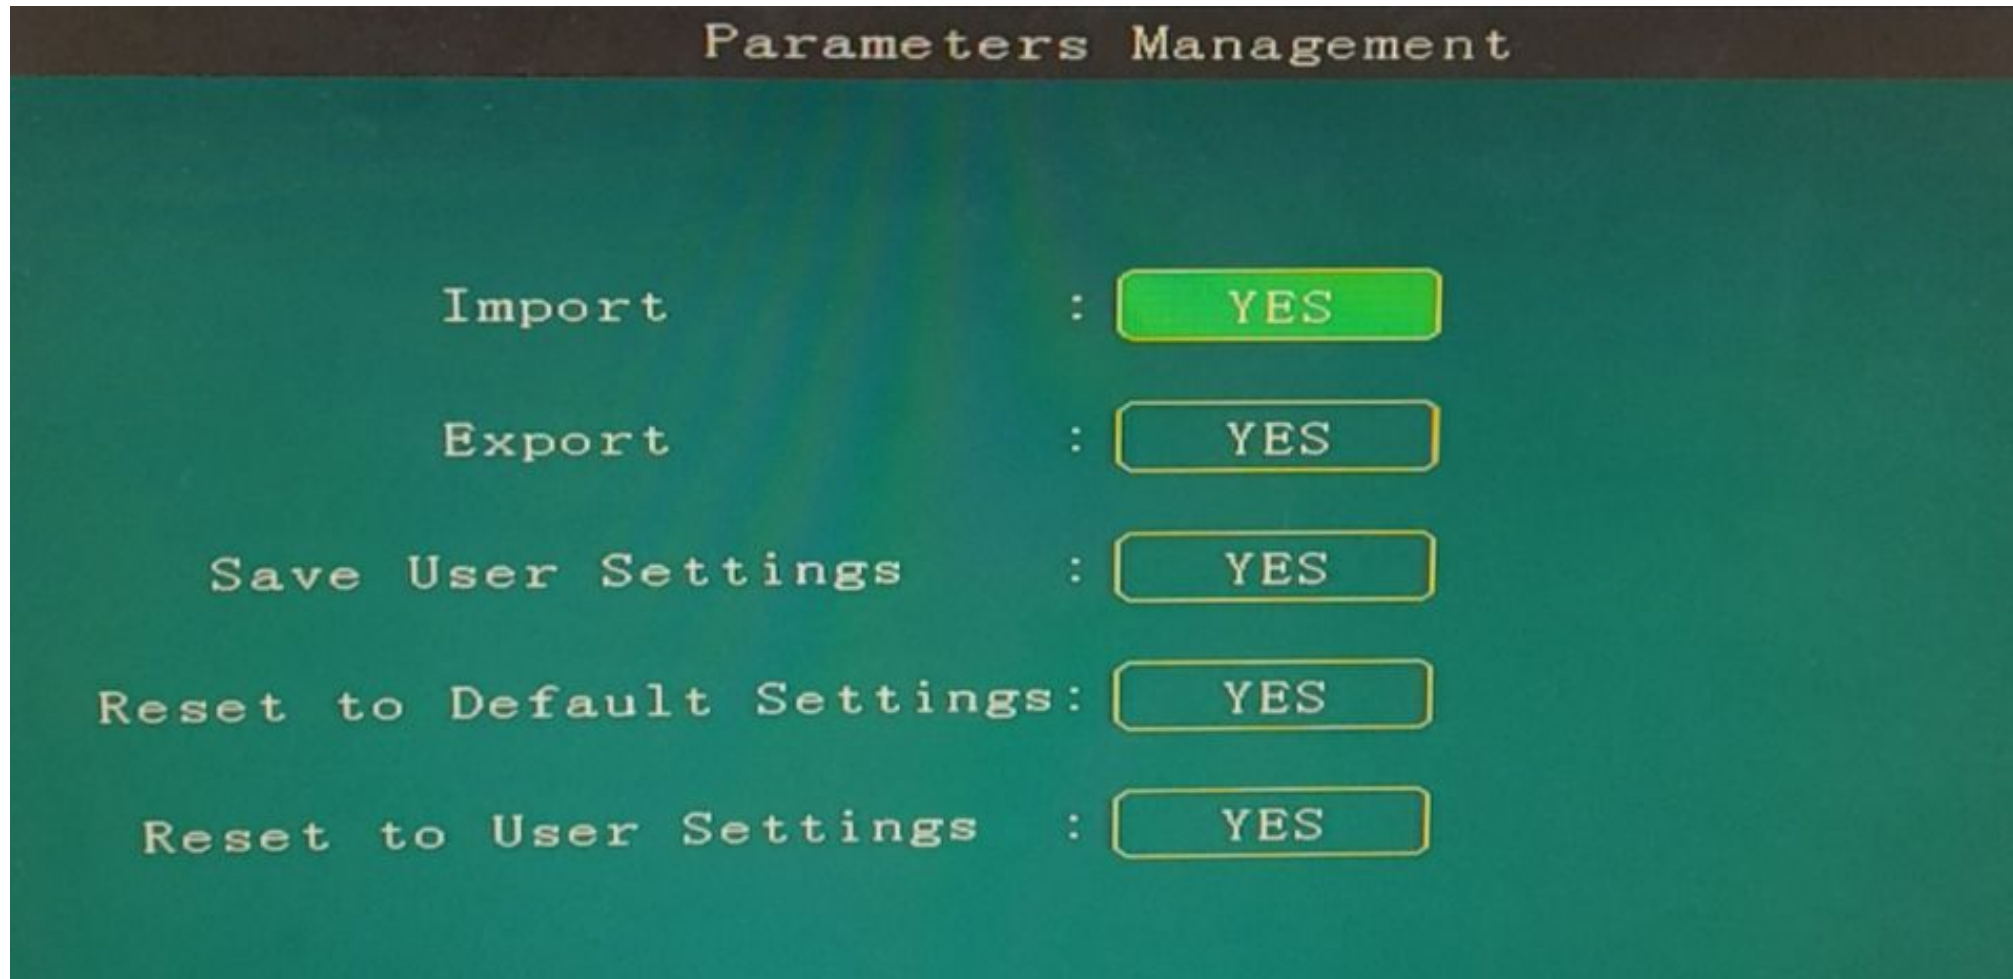 Parameters Management
Import : YES
Export : YES
Save User Settings : YES
Reset to Default Settings: YES
Reset to User Settings : YES